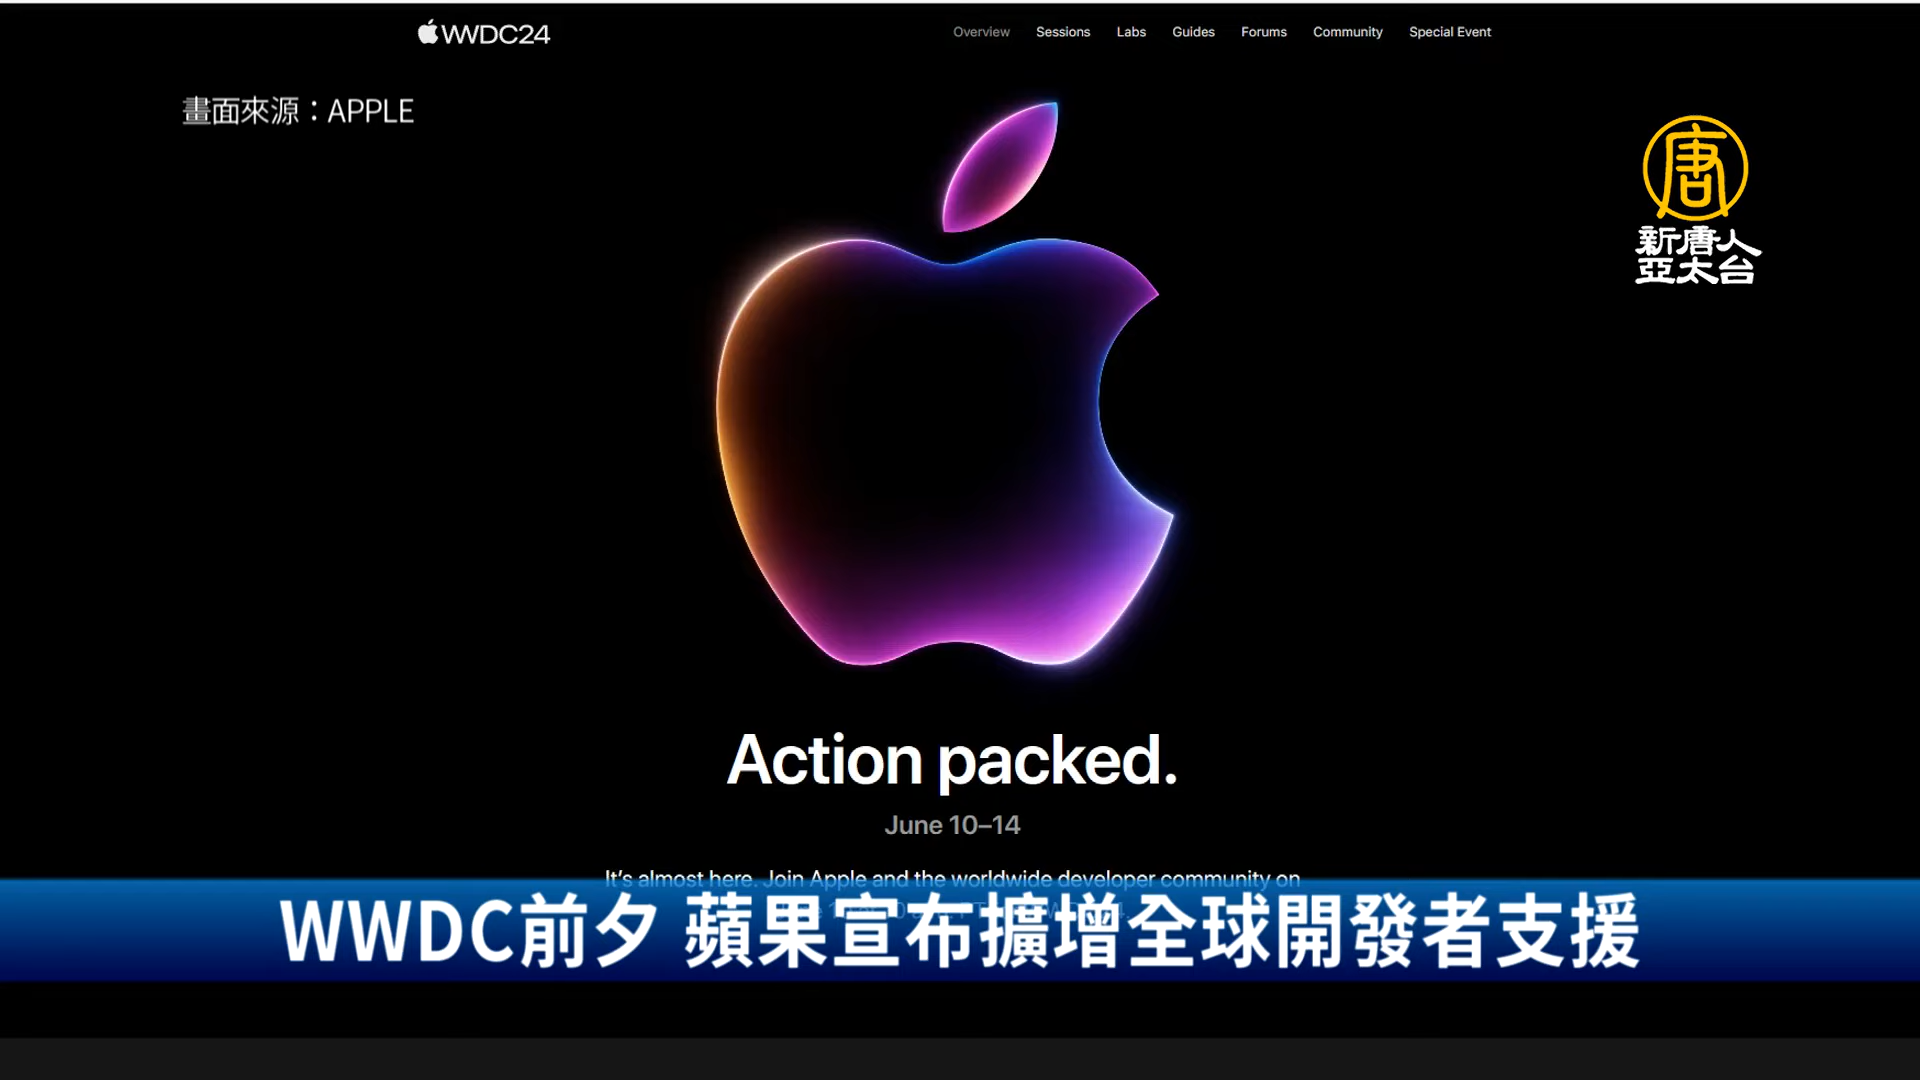 WWDC24
Overview Sessions Labs Guides Forums Community Special Event
畫面來源：APPLE
唐
新唐人
亞太台
Action packed.
June 10–14
It's almost here. Join Apple and the worldwide developer community on
WWDC前夕 蘋果宣布擴增全球開發者支援